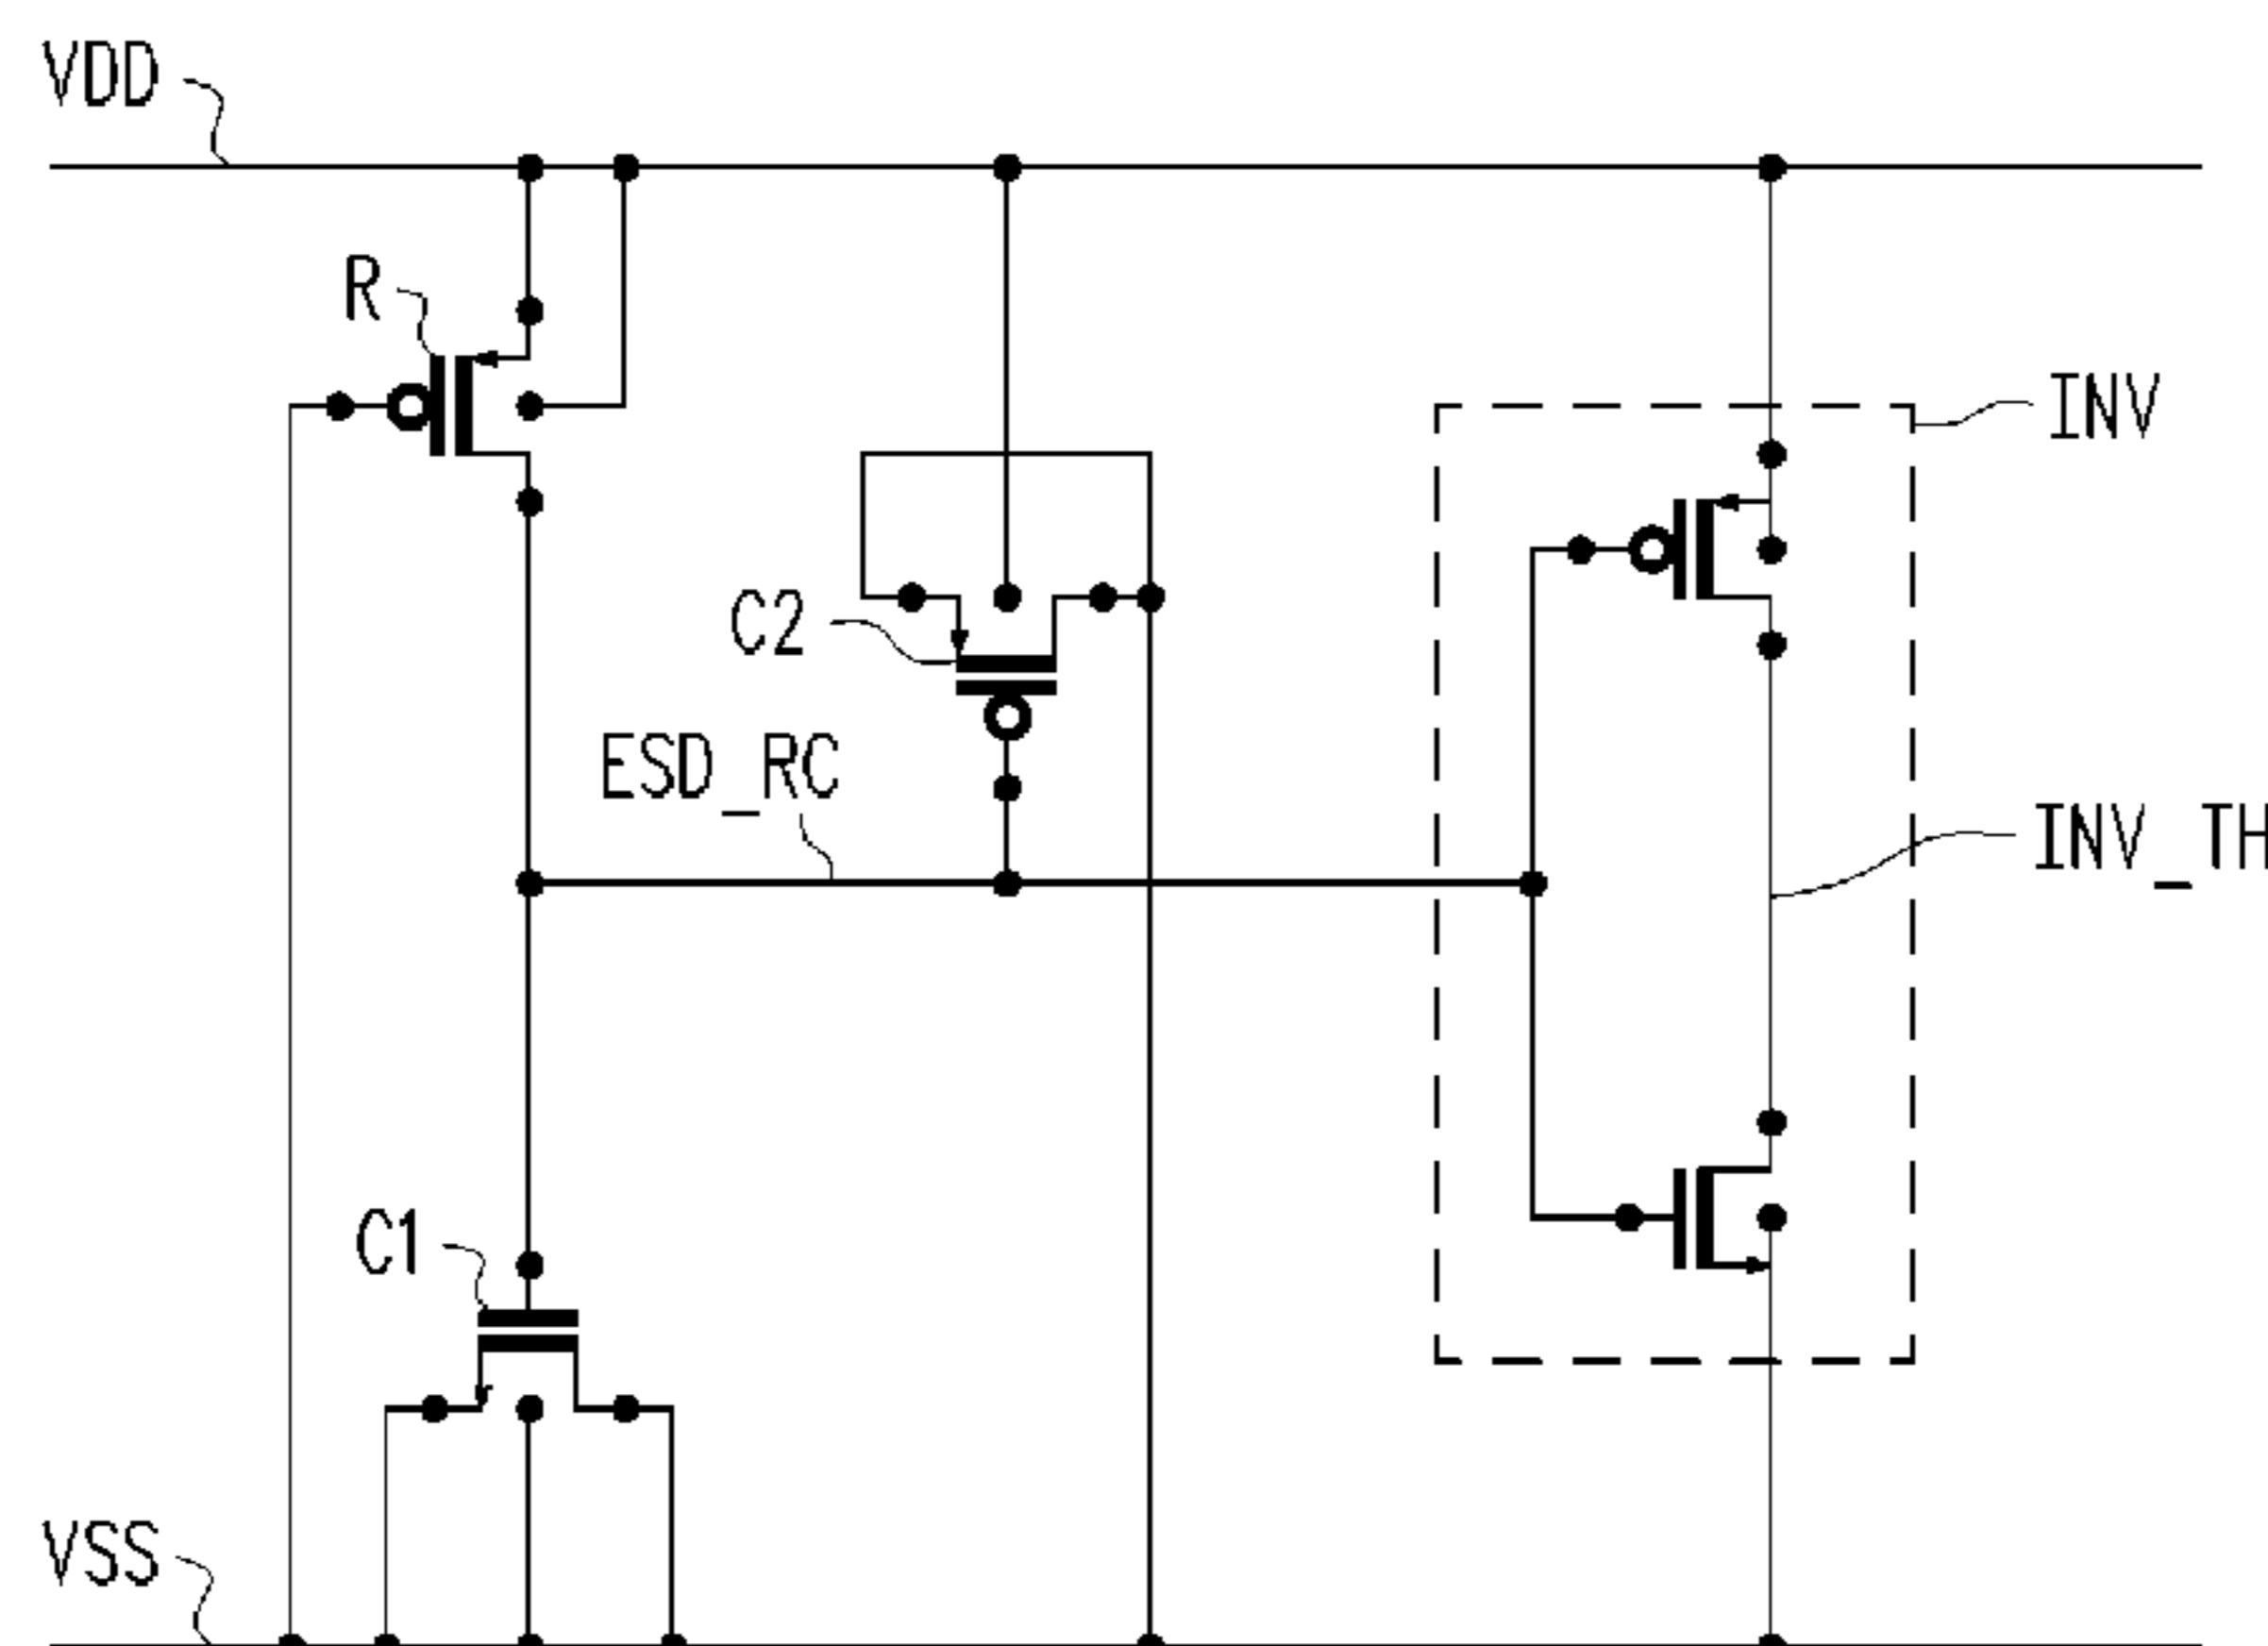 VDD
R
INV
C2
ESD_RC
INV_TH
C1
VSS